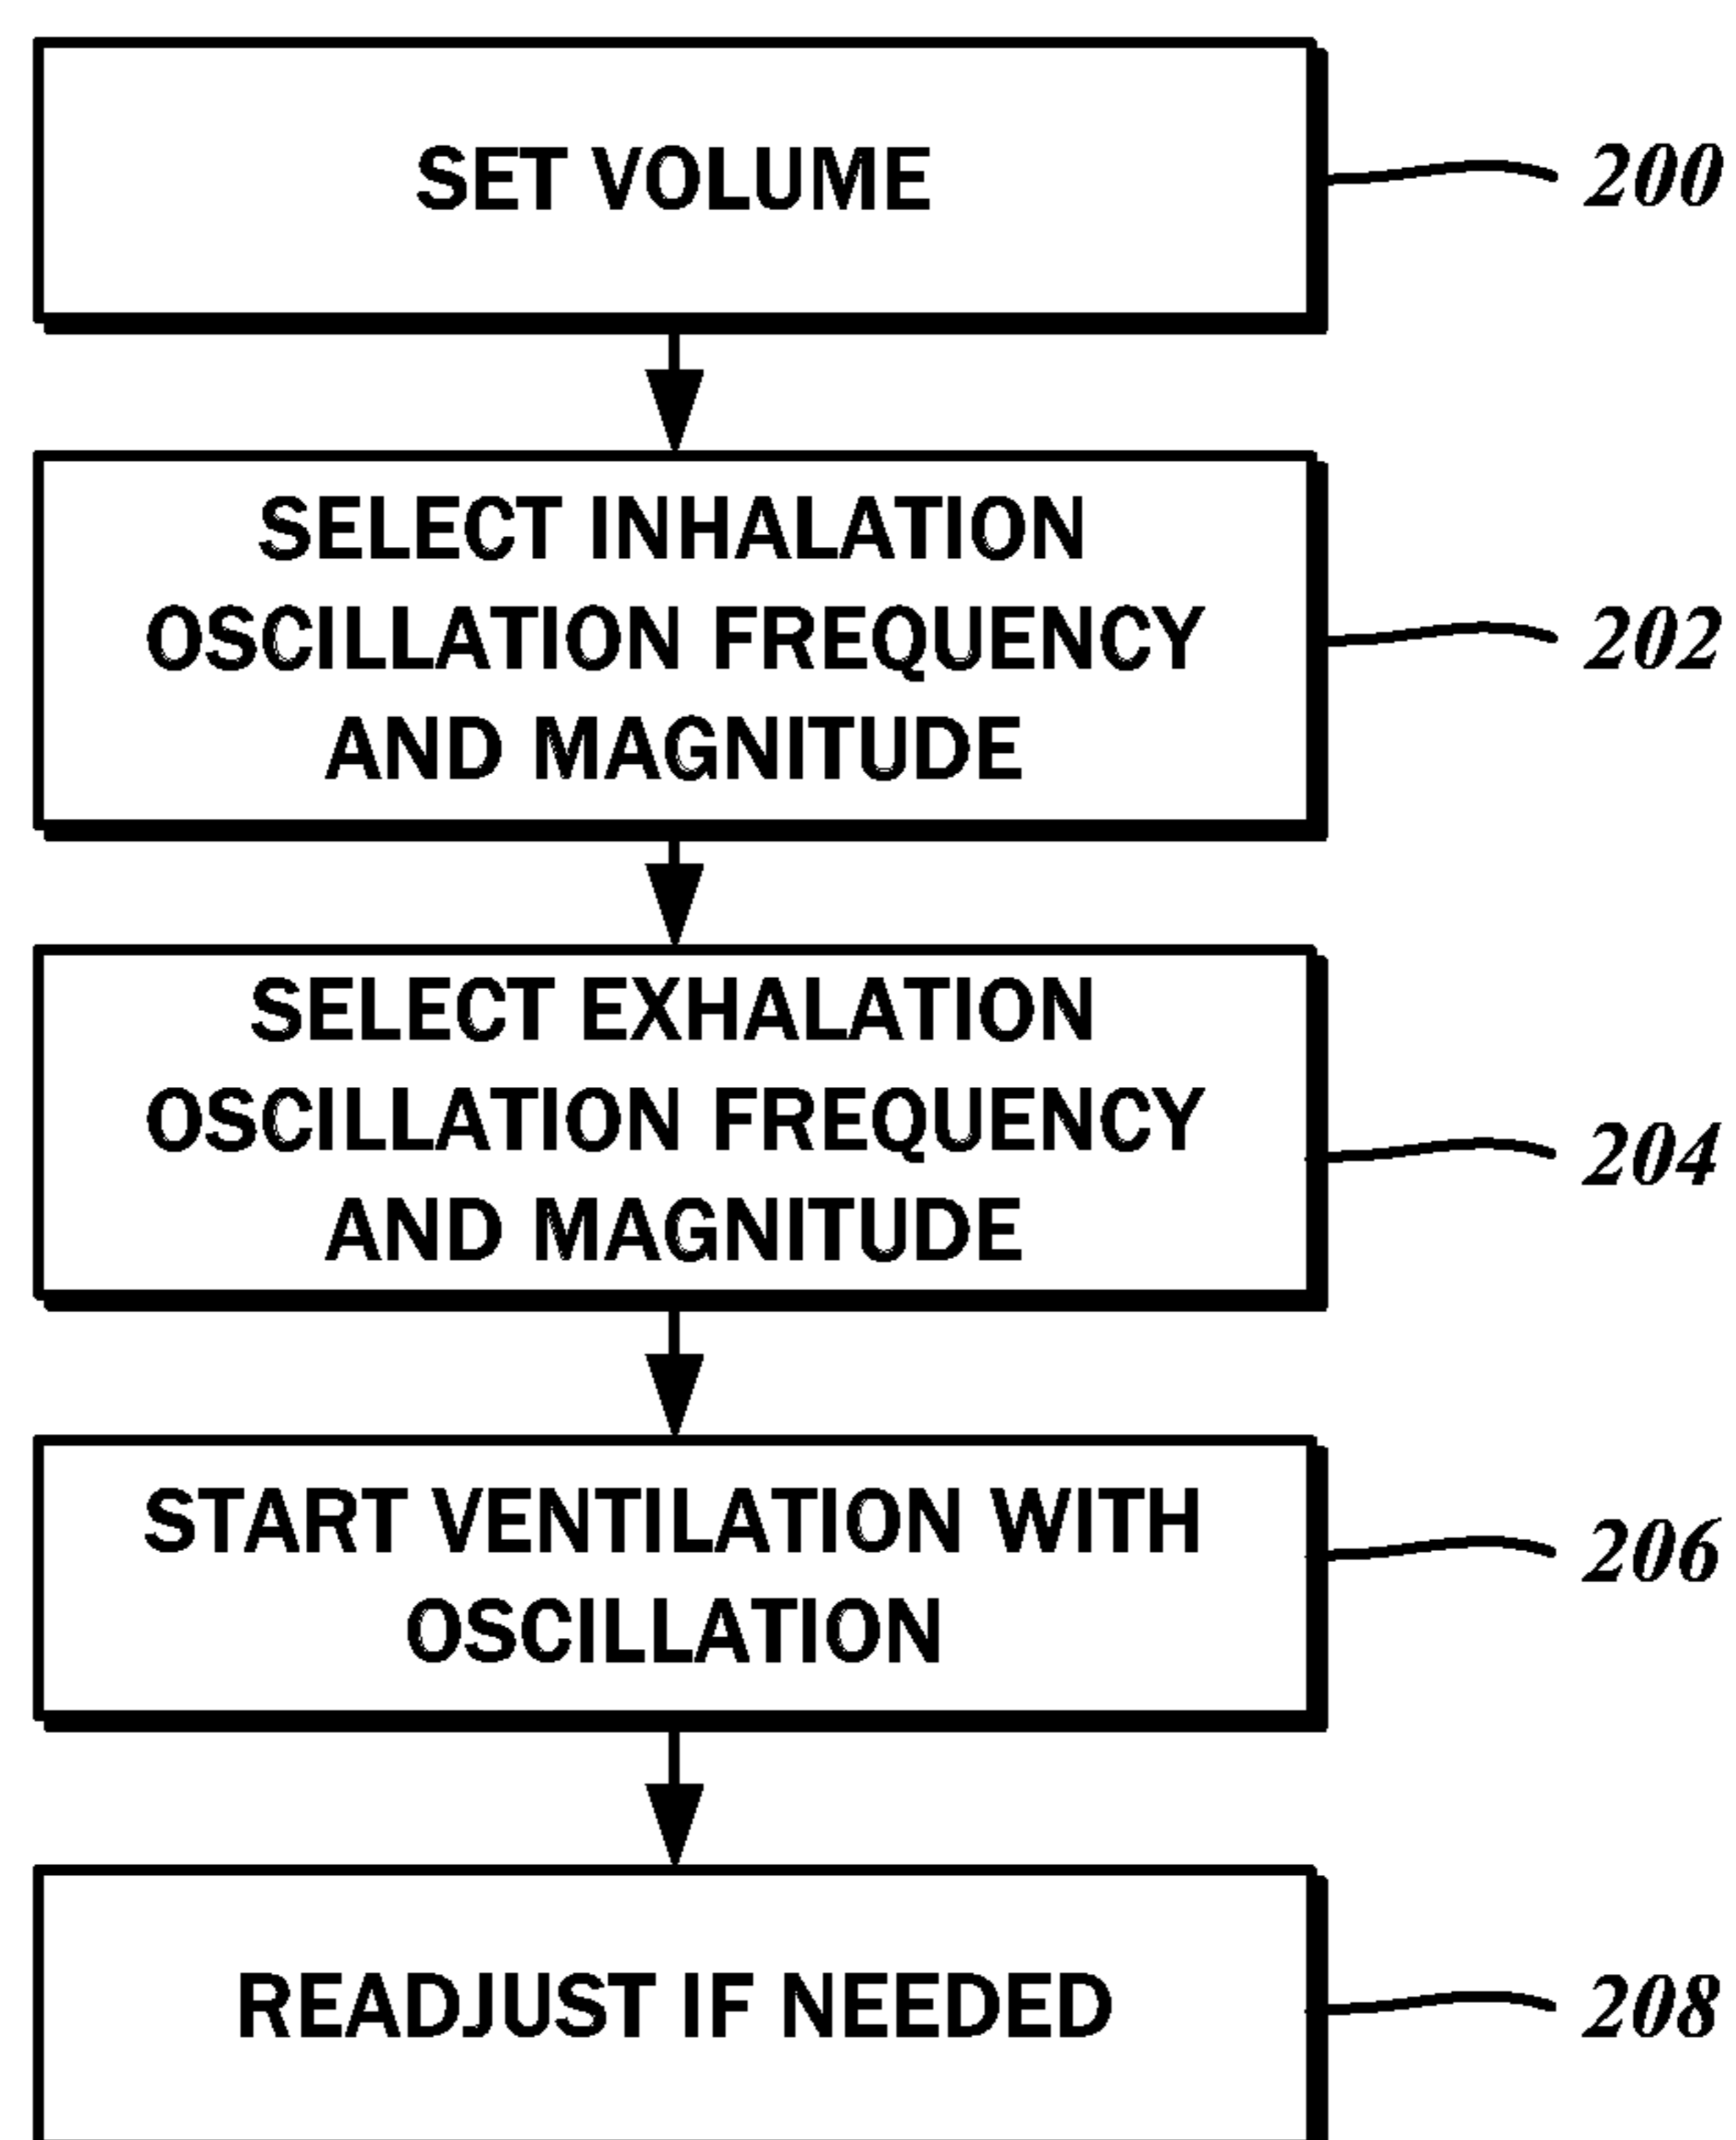 SET VOLUME
200
SELECT INHALATION
OSCILLATION FREQUENCY
AND MAGNITUDE
202
SELECT EXHALATION
OSCILLATION FREQUENCY
AND MAGNITUDE
204
START VENTILATION WITH
OSCILLATION
206
READJUST IF NEEDED
208